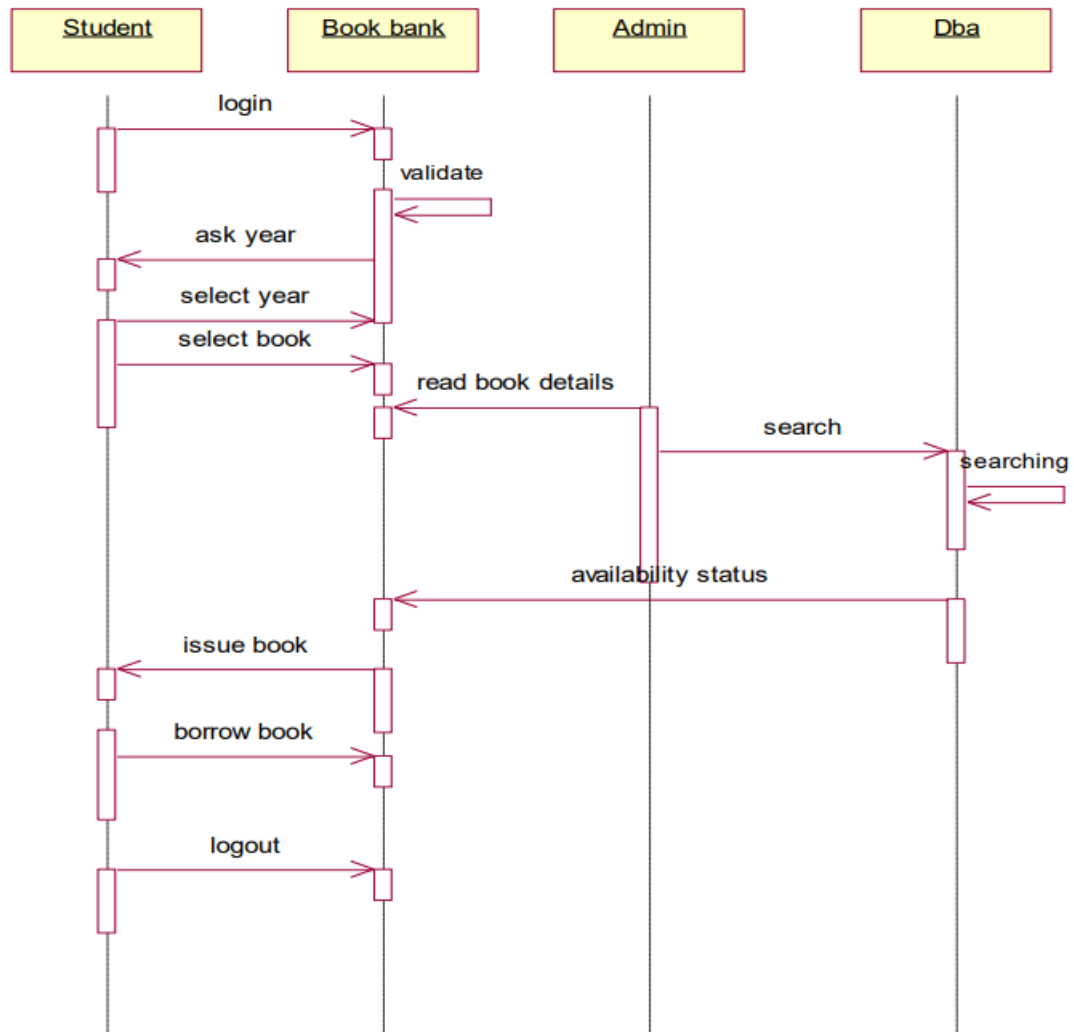 Student
Book bank
Admin
Dba
login
validate
ask year
select year
select book
read book details
search
searching
availability status
issue book
borrow book
logout